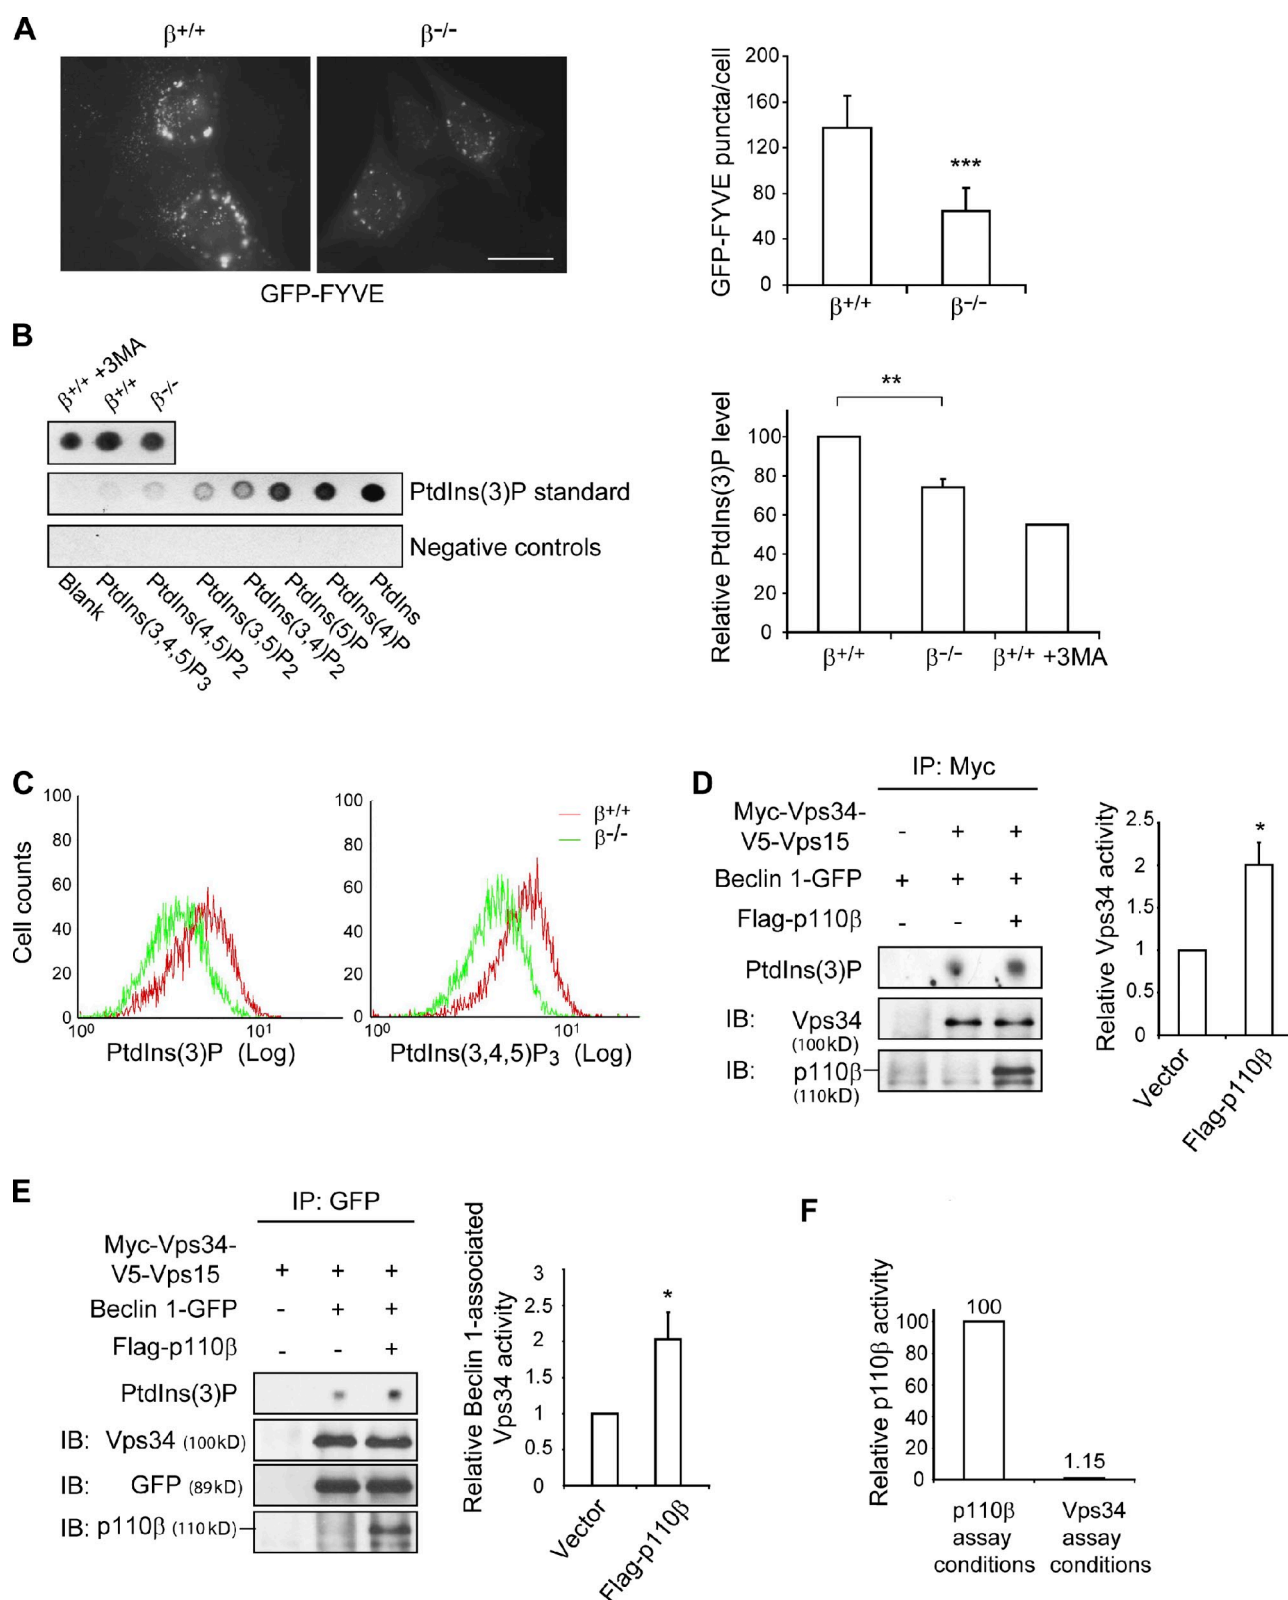 A
β+/+
β-/-
GFP-FYVE
GFP-FYVE puncta/cell
200
160
120
80
40
0
β+/+
β-/-
***
B
β+/+ +3MA
β+/+
β-/-
PtdIns(3)P standard
Negative controls
Blank
PtdIns(3,4,5)P3
PtdIns(4,5)P2
PtdIns(3,5)P2
PtdIns(3,4)P2
PtdIns(5)P
PtdIns(4)P
PtdIns
Relative PtdIns(3)P level
**
100
80
60
40
20
0
β+/+
β-/-
β+/+ +3MA
C
Cell counts
100
80
60
40
20
0
10⁰
10¹
PtdIns(3)P (Log)
100
80
60
40
20
0
10⁰
10¹
PtdIns(3,4,5)P3 (Log)
β+/+
β-/-
D
IP: Myc
Myc-Vps34-
V5-Vps15
- + +
Beclin 1-GFP + + +
Flag-p110β - - +
PtdIns(3)P
IB: Vps34
(100kD)
IB: p110β
(110kD)
Relative Vps34 activity
2.5
2
1.5
1
0.5
0
*
Vector
Flag-p110β
E
IP: GFP
Myc-Vps34-
V5-Vps15 + + +
Beclin 1-GFP - + +
Flag-p110β - - +
PtdIns(3)P
IB: Vps34 (100kD)
IB: GFP (89kD)
IB: p110β (110kD)
Relative Beclin 1-associated
Vps34 activity
3
2.5
2
1.5
1
0.5
0
*
Vector
Flag-p110β
F
Relative p110β activity
100
80
60
40
20
0
100
1.15
p110β
assay
conditions
Vps34
assay
conditions